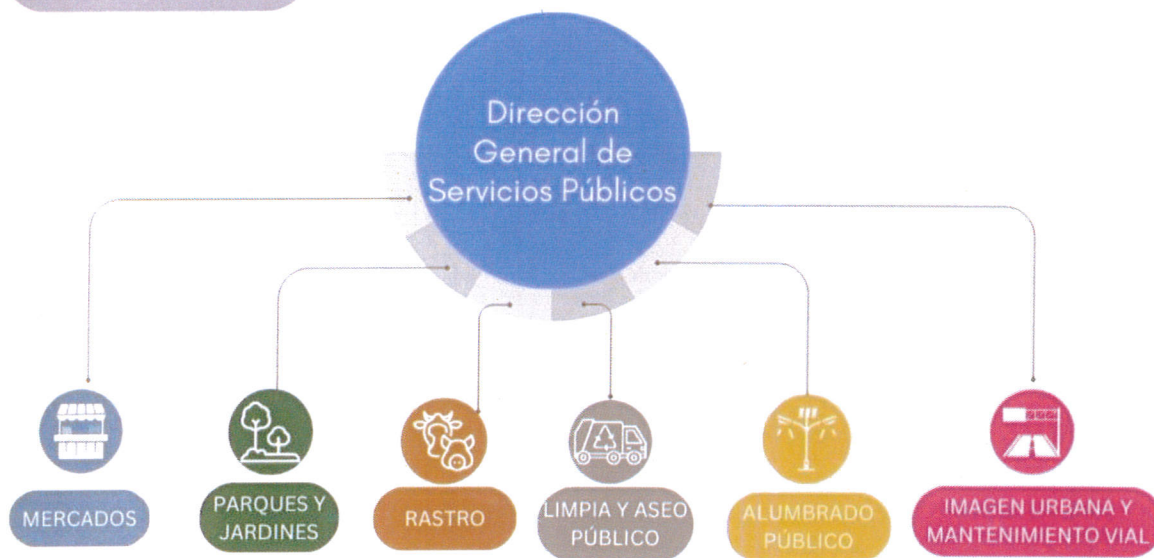 Dirección
General de
Servicios Públicos
MERCADOS
PARQUES Y
JARDINES
RASTRO
LIMPIA Y ASEO
PÚBLICO
ALUMBRADO
PÚBLICO
IMAGEN URBANA Y
MANTENIMIENTO VIAL